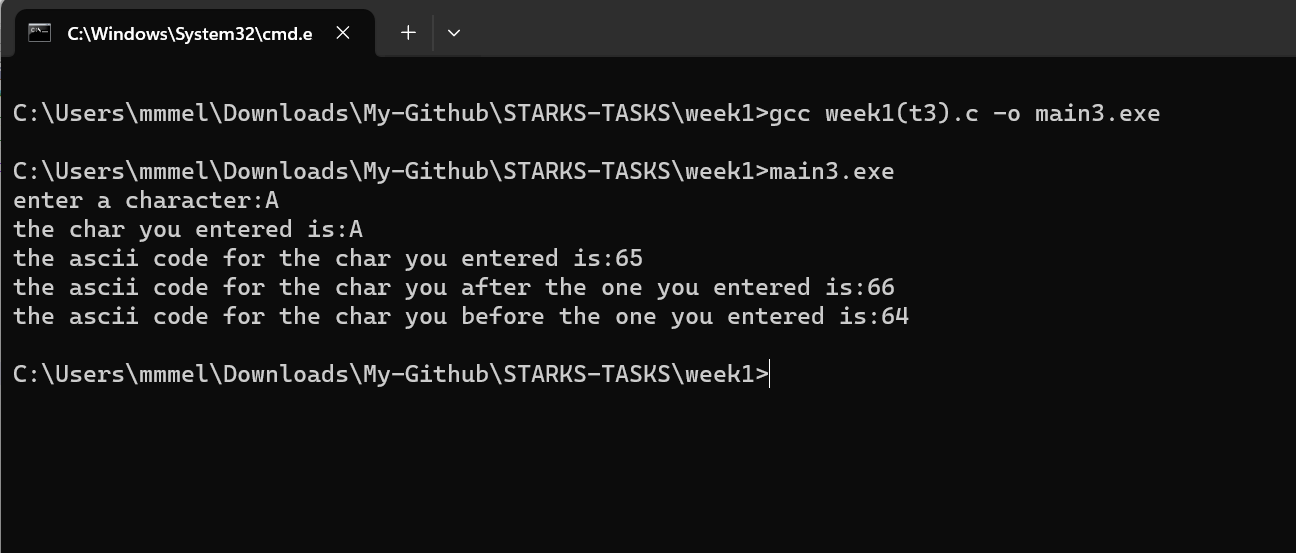 C:\Windows\System32\cmd.e
C:\Users\mmmel\Downloads\My-Github\STARKS-TASKS\week1>gcc week1(t3).c -o main3.exe
C:\Users\mmmel\Downloads\My-Github\STARKS-TASKS\week1>main3.exe
enter a character:A
the char you entered is:A
the ascii code for the char you entered is:65
the ascii code for the char you after the one you entered is:66
the ascii code for the char you before the one you entered is:64
C:\Users\mmmel\Downloads\My-Github\STARKS-TASKS\week1>